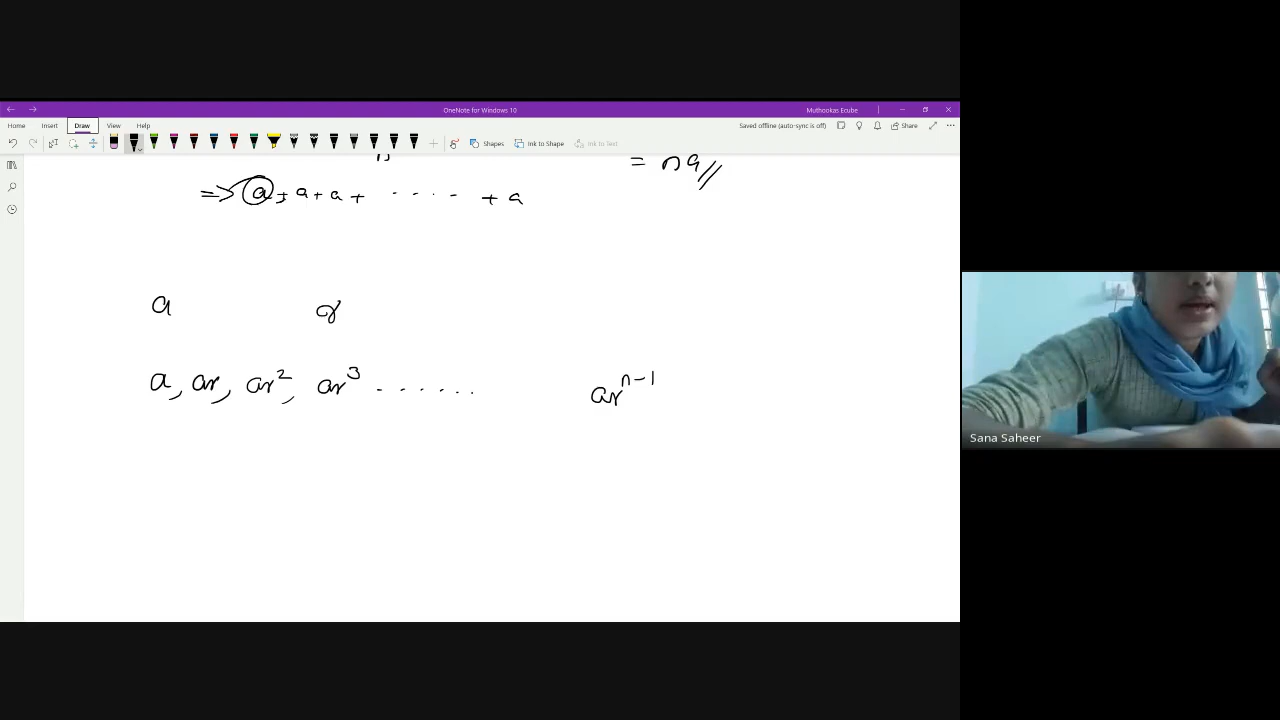 OneNote for Windows 10
Muthookas Ecube
Home Insert Draw View Help
Saved offline (auto-sync is off)
Share
Shapes
Ink to Shape
Ink to Text
= na//
=> a + a + a + ..... + a
a r
a, ar, ar², ar³ ...... arⁿ⁻¹
Sana Saheer